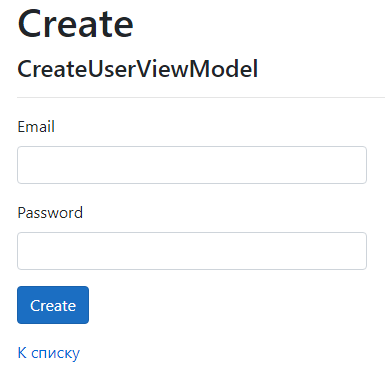 Create
CreateUserViewModel
Email
Password
Create
К списку